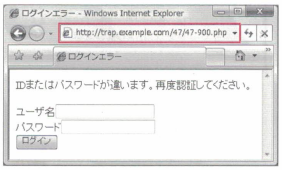 ログインエラー - Windows Internet Explorer
http://trap.example.com/47/47-900.php
ログインエラー
IDまたはパスワードが違います。再度認証してください。
ユーザ名
パスワード
ログイン